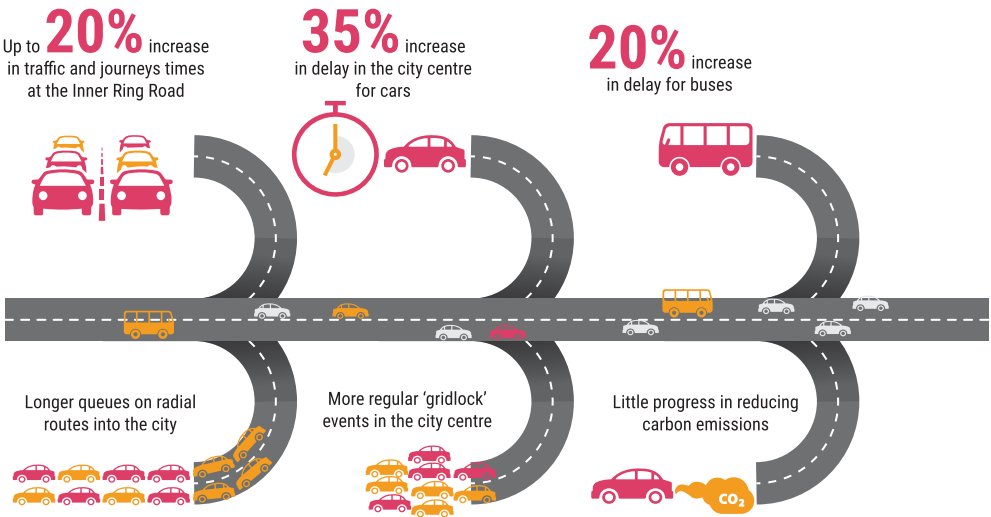 Up to 20% increase
in traffic and journeys times
at the Inner Ring Road
35% increase
in delay in the city centre
for cars
20% increase
in delay for buses
Longer queues on radial
routes into the city
More regular ‘gridlock’
events in the city centre
Little progress in reducing
carbon emissions
CO₂